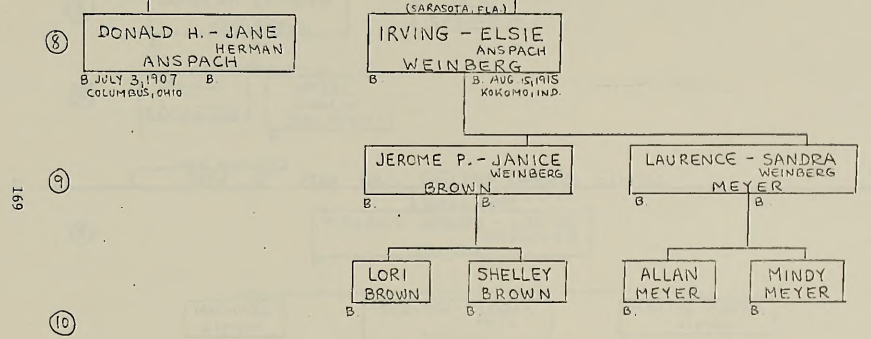 (SARASOTA, FLA.)
8
DONALD H. - JANE
HERMAN
ANSPACH
B JULY 3, 1907 B.
COLUMBUS, OHIO
IRVING - ELSIE
ANSPACH
WEINBERG
B. B. AUG 15, 1915
KOKOMO, IND.
9
JEROME P. - JANICE
WEINBERG
BROWN
B. B.
LAURENCE - SANDRA
WEINBERG
MEYER
B. B.
169
LORI
BROWN
B.
SHELLEY
BROWN
B.
ALLAN
MEYER
B.
MINDY
MEYER
B.
10